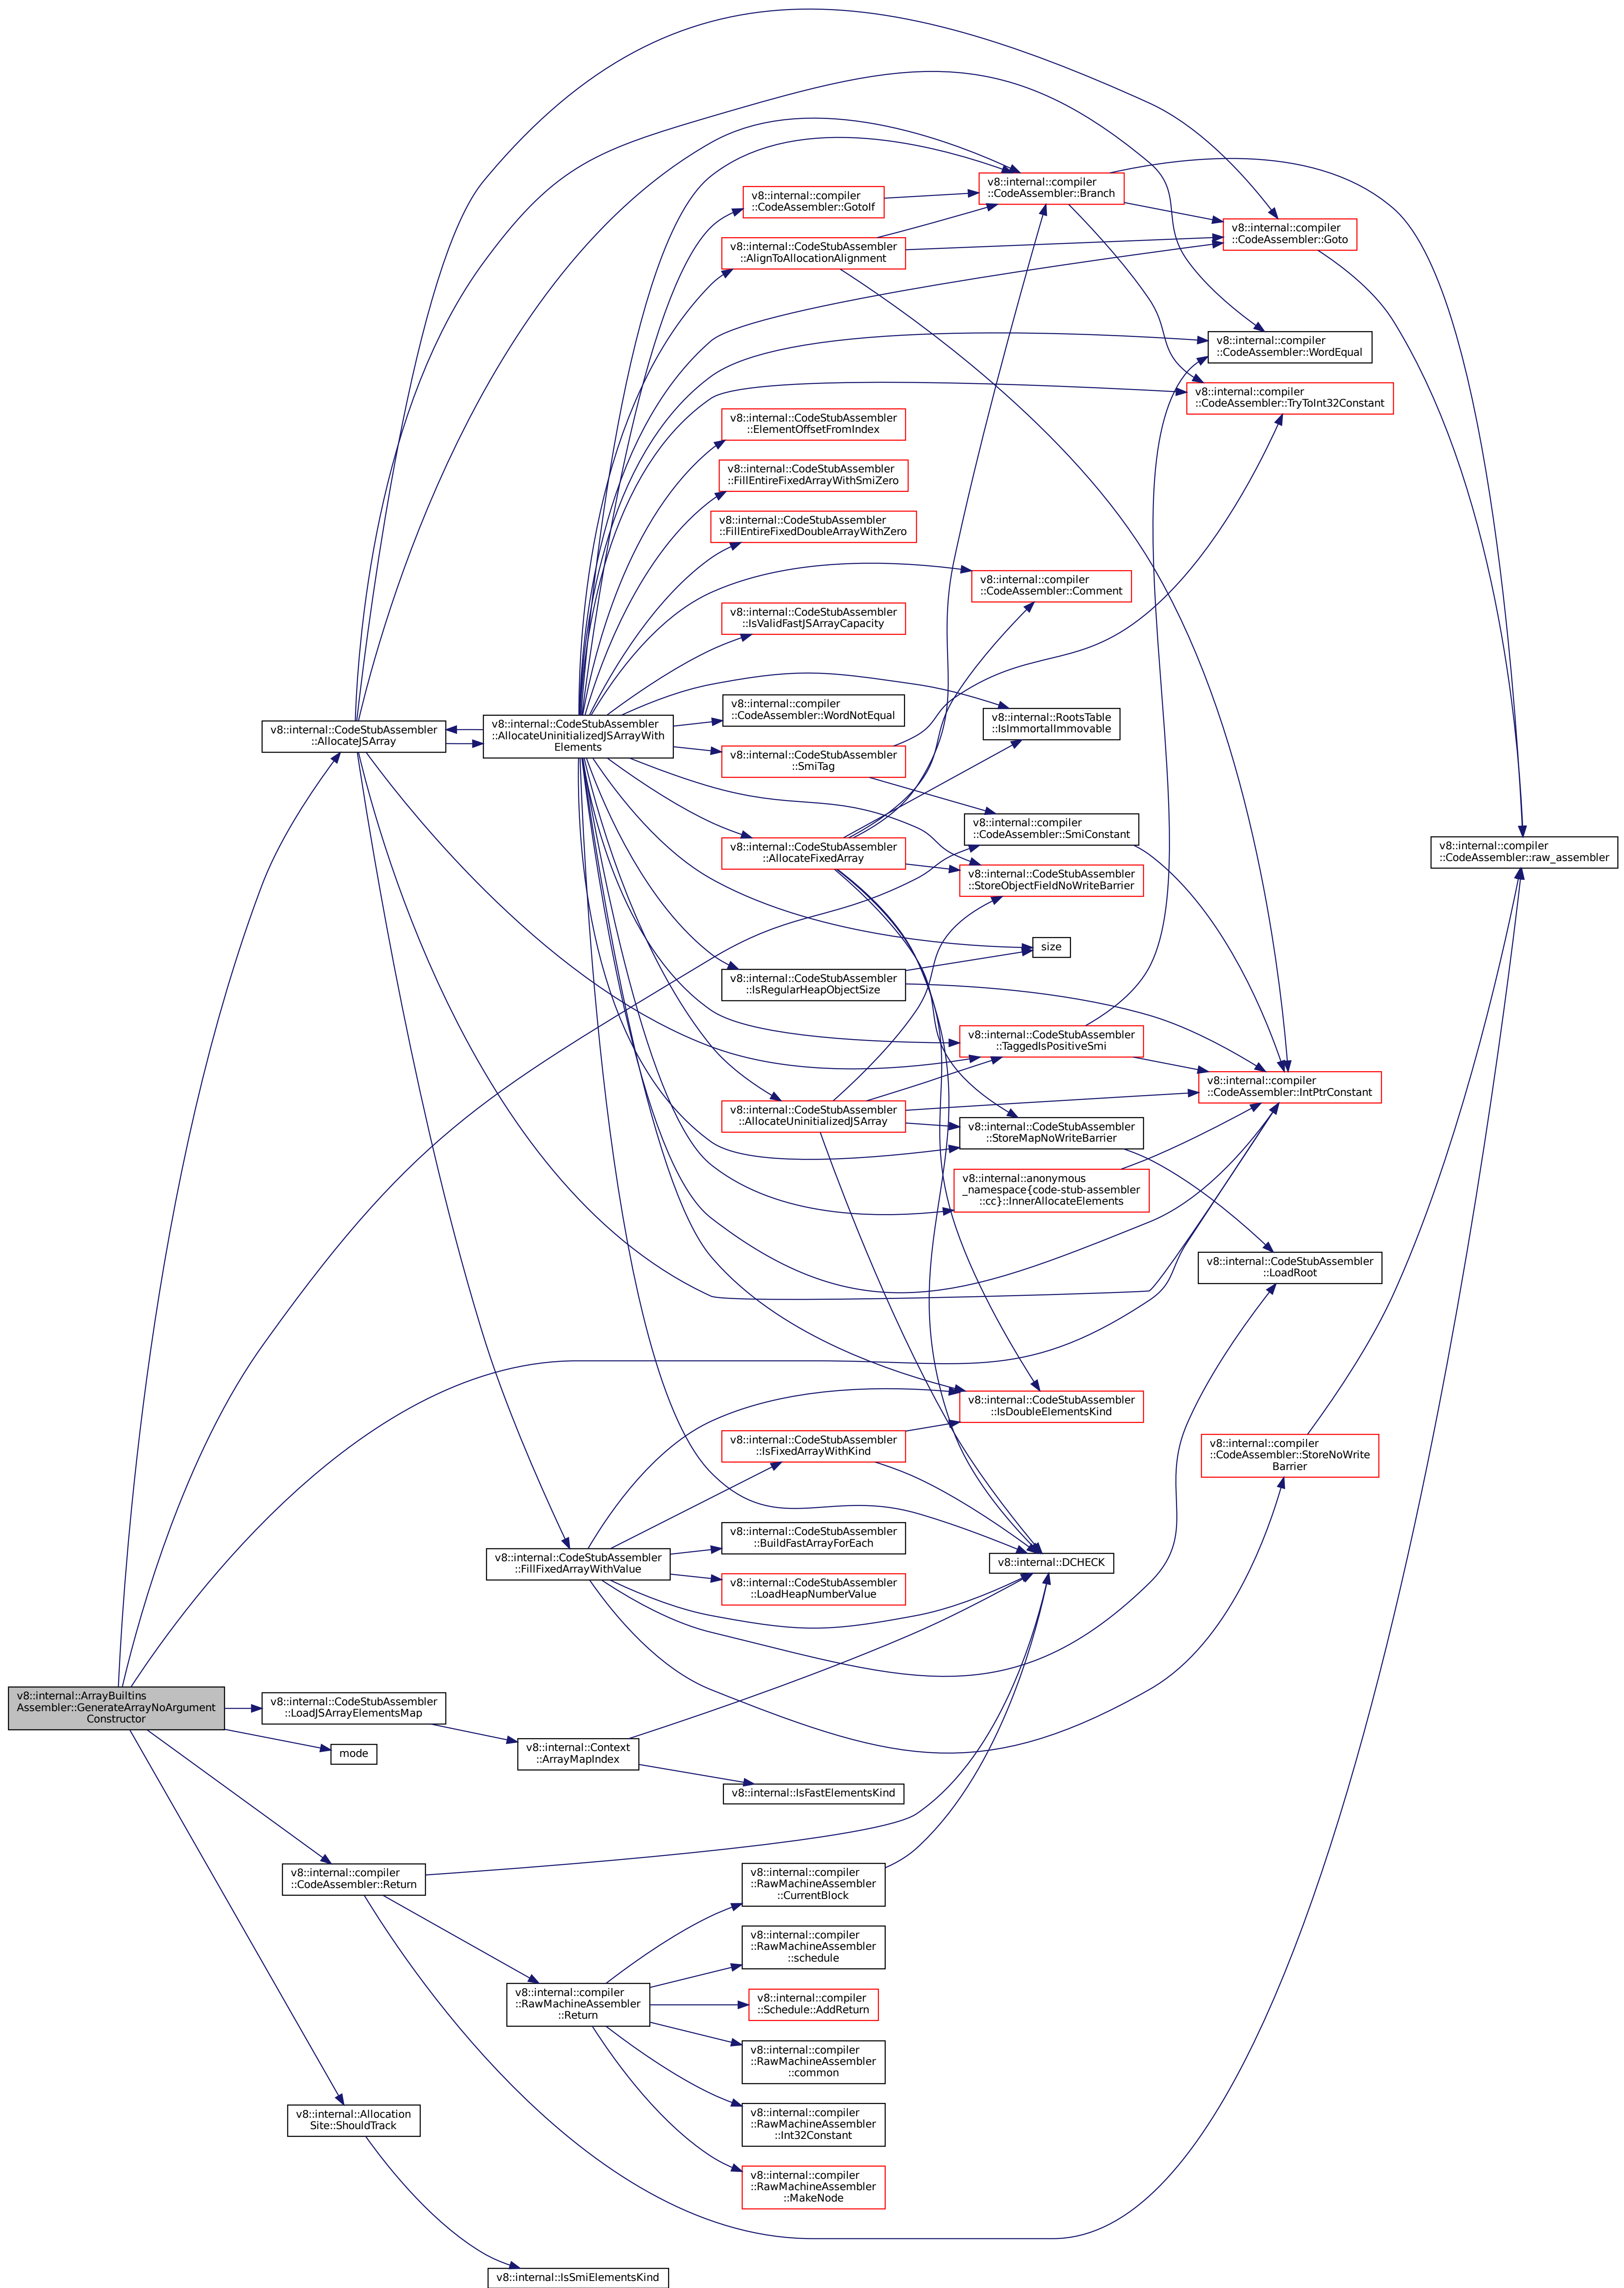 v8::internal::compiler
::CodeAssembler::Branch
v8::internal::compiler
::CodeAssembler::GotoIf
v8::internal::compiler
::CodeAssembler::Goto
v8::internal::CodeStubAssembler
::AlignToAllocationAlignment
v8::internal::compiler
::CodeAssembler::WordEqual
v8::internal::compiler
::CodeAssembler::TryToInt32Constant
v8::internal::CodeStubAssembler
::ElementOffsetFromIndex
v8::internal::CodeStubAssembler
::FillEntireFixedArrayWithSmiZero
v8::internal::CodeStubAssembler
::FillEntireFixedDoubleArrayWithZero
v8::internal::compiler
::CodeAssembler::Comment
v8::internal::CodeStubAssembler
::IsValidFastJSArrayCapacity
v8::internal::compiler
::CodeAssembler::WordNotEqual
v8::internal::RootsTable
::IsImmortalImmovable
v8::internal::CodeStubAssembler
::AllocateJSArray
v8::internal::CodeStubAssembler
::AllocateUninitializedJSArrayWith
Elements
v8::internal::CodeStubAssembler
::SmiTag
v8::internal::compiler
::CodeAssembler::SmiConstant
v8::internal::CodeStubAssembler
::AllocateFixedArray
v8::internal::compiler
::CodeAssembler::raw_assembler
v8::internal::CodeStubAssembler
::StoreObjectFieldNoWriteBarrier
size
v8::internal::CodeStubAssembler
::IsRegularHeapObjectSize
v8::internal::CodeStubAssembler
::TaggedIsPositiveSmi
v8::internal::compiler
::CodeAssembler::IntPtrConstant
v8::internal::CodeStubAssembler
::AllocateUninitializedJSArray
v8::internal::CodeStubAssembler
::StoreMapNoWriteBarrier
v8::internal::anonymous
_namespace{code-stub-assembler
::cc}::InnerAllocateElements
v8::internal::CodeStubAssembler
::LoadRoot
v8::internal::CodeStubAssembler
::IsDoubleElementsKind
v8::internal::CodeStubAssembler
::IsFixedArrayWithKind
v8::internal::compiler
::CodeAssembler::StoreNoWrite
Barrier
v8::internal::CodeStubAssembler
::BuildFastArrayForEach
v8::internal::CodeStubAssembler
::FillFixedArrayWithValue
v8::internal::DCHECK
v8::internal::CodeStubAssembler
::LoadHeapNumberValue
v8::internal::ArrayBuiltins
Assembler::GenerateArrayNoArgument
Constructor
v8::internal::CodeStubAssembler
::LoadJSArrayElementsMap
mode
v8::internal::Context
::ArrayMapIndex
v8::internal::IsFastElementsKind
v8::internal::compiler
::CodeAssembler::Return
v8::internal::compiler
::RawMachineAssembler
::CurrentBlock
v8::internal::compiler
::RawMachineAssembler
::schedule
v8::internal::compiler
::RawMachineAssembler
::Return
v8::internal::compiler
::Schedule::AddReturn
v8::internal::compiler
::RawMachineAssembler
::common
v8::internal::compiler
::RawMachineAssembler
::Int32Constant
v8::internal::Allocation
Site::ShouldTrack
v8::internal::compiler
::RawMachineAssembler
::MakeNode
v8::internal::IsSmiElementsKind